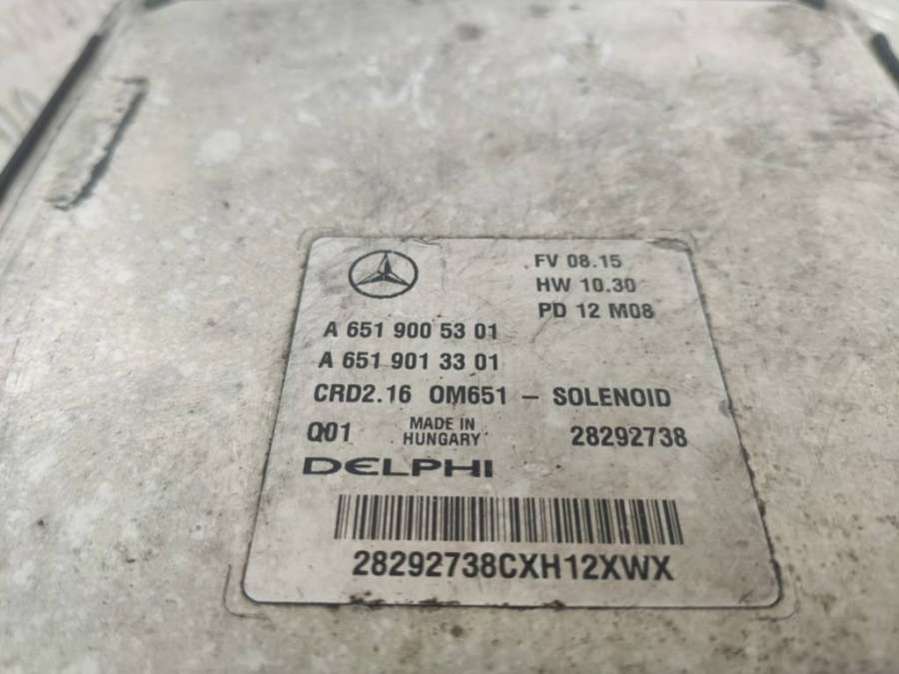 FV 08.15
HW 10.30
PD 12 M08
A 651 900 53 01
A 651 901 33 01
CRD2.16 OM651 – SOLENOID
Q01 MADE IN HUNGARY 28292738
DELPHI
28292738CXH12XWX